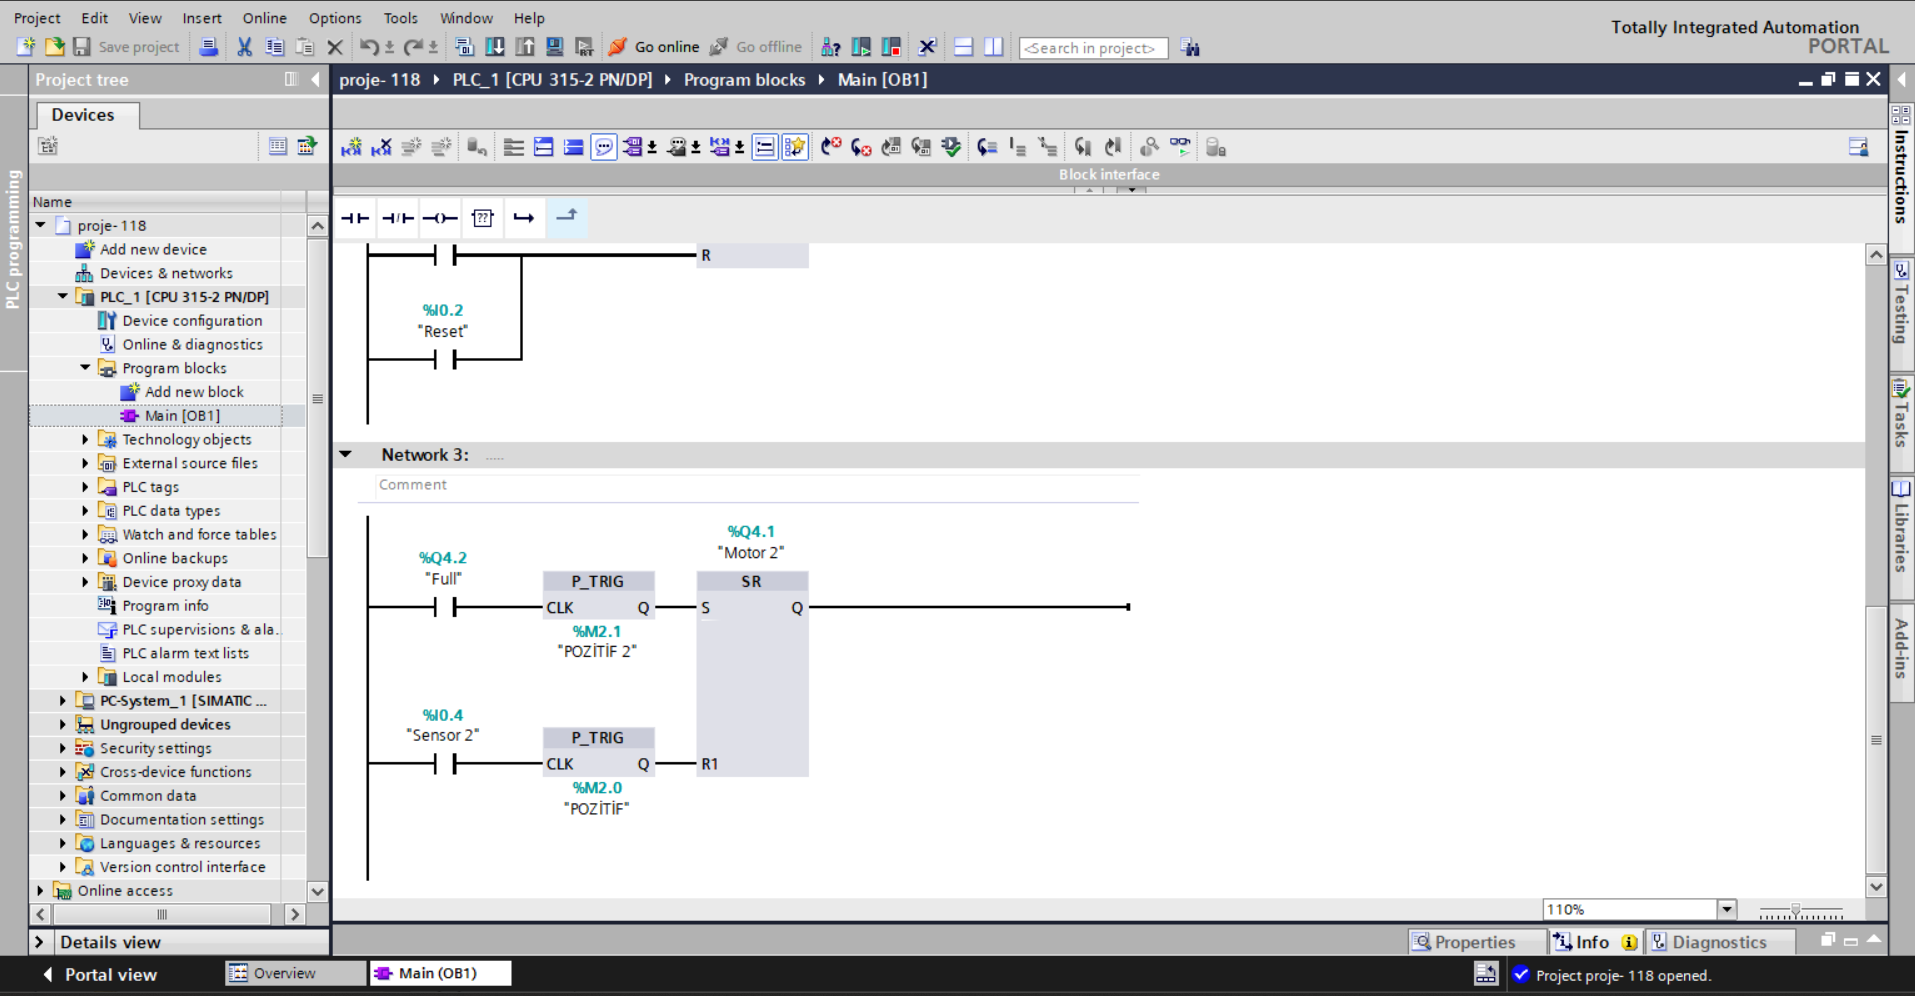 Project Edit View Insert Online Options Tools Window Help
Totally Integrated Automation
PORTAL
Save project
Go online
Go offline
<Search in project>
Project tree
proje- 118
PLC_1 [CPU 315-2 PN/DP]
Program blocks
Main [OB1]
Devices
Block interface
PLC programming
Name
proje- 118
Add new device
Devices & networks
PLC_1 [CPU 315-2 PN/DP]
Device configuration
Online & diagnostics
Program blocks
Add new block
Main [OB1]
Technology objects
External source files
PLC tags
PLC data types
Watch and force tables
Online backups
Device proxy data
Program info
PLC supervisions & ala..
PLC alarm text lists
Local modules
PC-System_1 [SIMATIC ...
Ungrouped devices
Security settings
Cross-device functions
Common data
Documentation settings
Languages & resources
Version control interface
Online access
Details view
??
R
%I0.2
"Reset"
Network 3: .....
Comment
%Q4.1
"Motor 2"
%Q4.2
"Full"
P_TRIG
SR
CLK Q
S Q
%M2.1
"POZİTİF 2"
%I0.4
"Sensor 2"
P_TRIG
CLK Q
R1
%M2.0
"POZİTİF"
110%
Instructions
Testing
Tasks
Libraries
Add-ins
Properties
Info
Diagnostics
Portal view
Overview
Main (OB1)
Project proje- 118 opened.